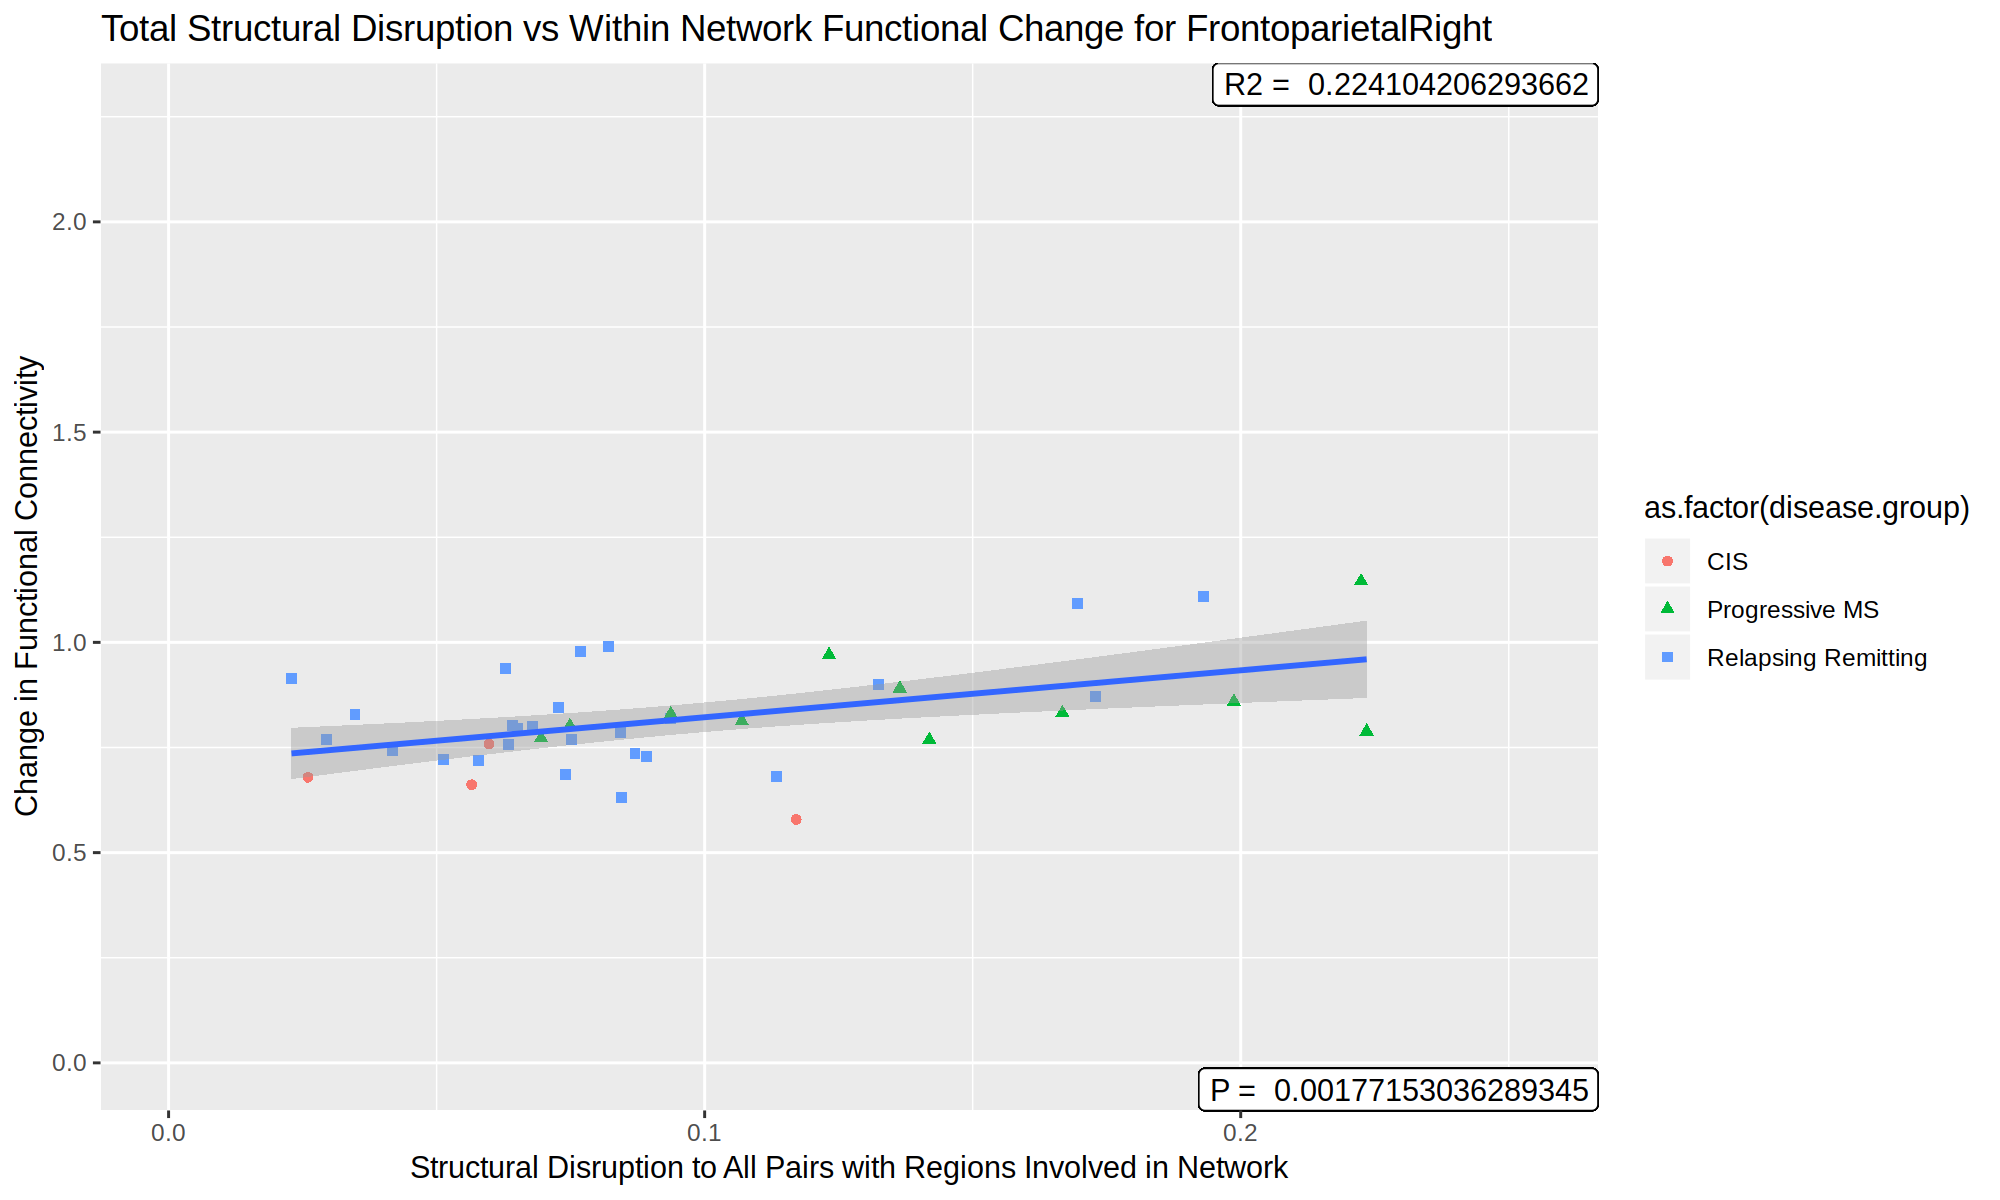 Total Structural Disruption vs Within Network Functional Change for FrontoparietalRight
R2 =  0.224104206293662
2.0
1.5
1.0
0.5
0.0
Change in Functional Connectivity
as.factor(disease.group)
CIS
Progressive MS
Relapsing Remitting
P =  0.00177153036289345
0.0
0.1
0.2
Structural Disruption to All Pairs with Regions Involved in Network